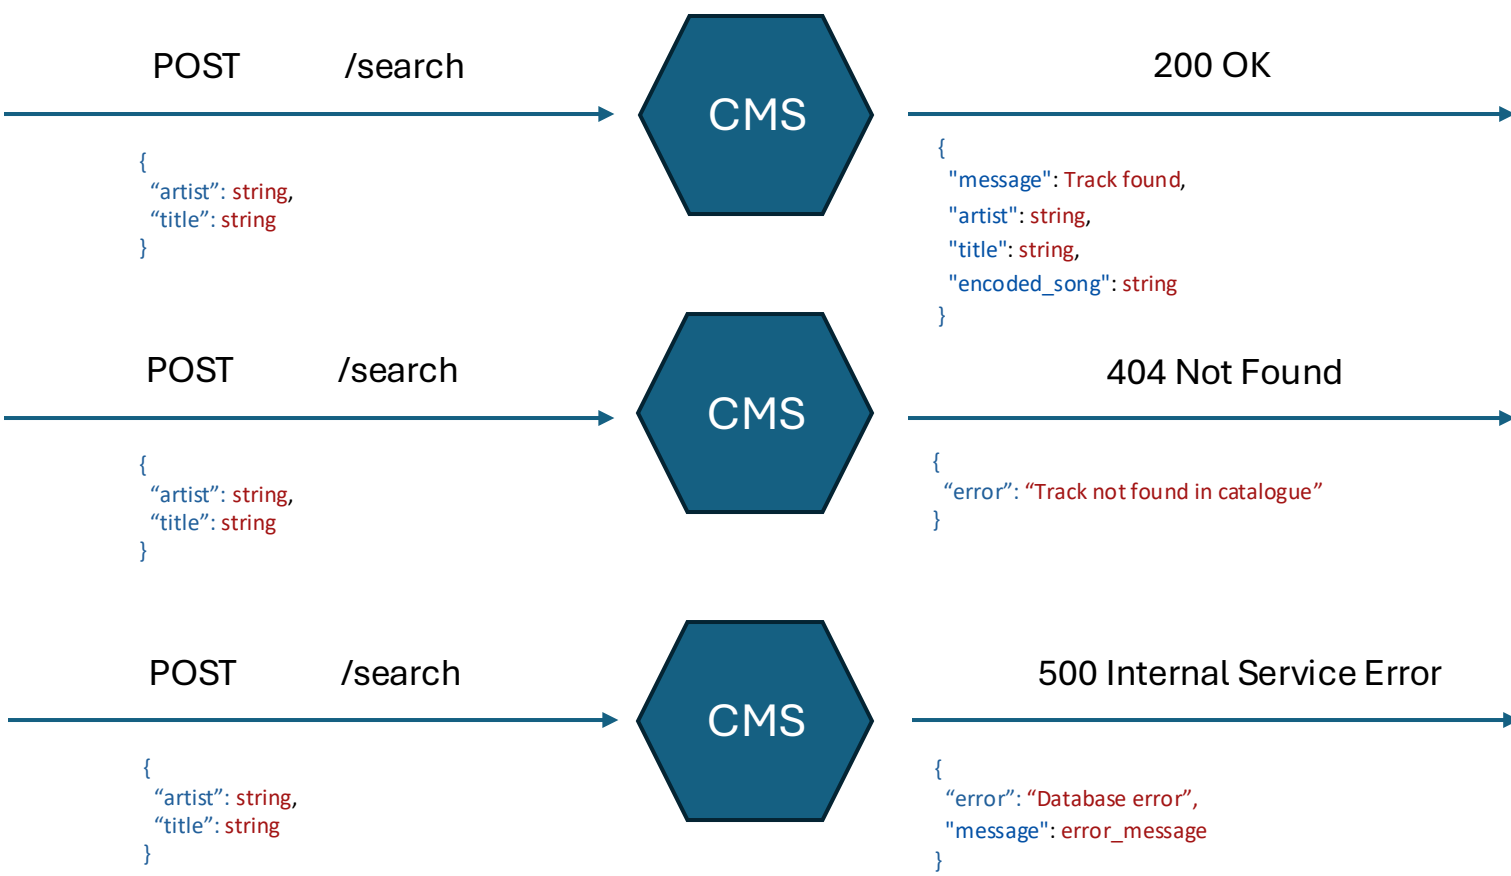 POST /search
CMS
200 OK
{
“artist”: string,
“title”: string
}
{
"message": Track found,
"artist": string,
"title": string,
"encoded_song": string
}
POST /search
CMS
404 Not Found
{
“artist”: string,
“title”: string
}
{
“error”: “Track not found in catalogue”
}
POST /search
CMS
500 Internal Service Error
{
“artist”: string,
“title”: string
}
{
“error”: “Database error”,
"message": error_message
}